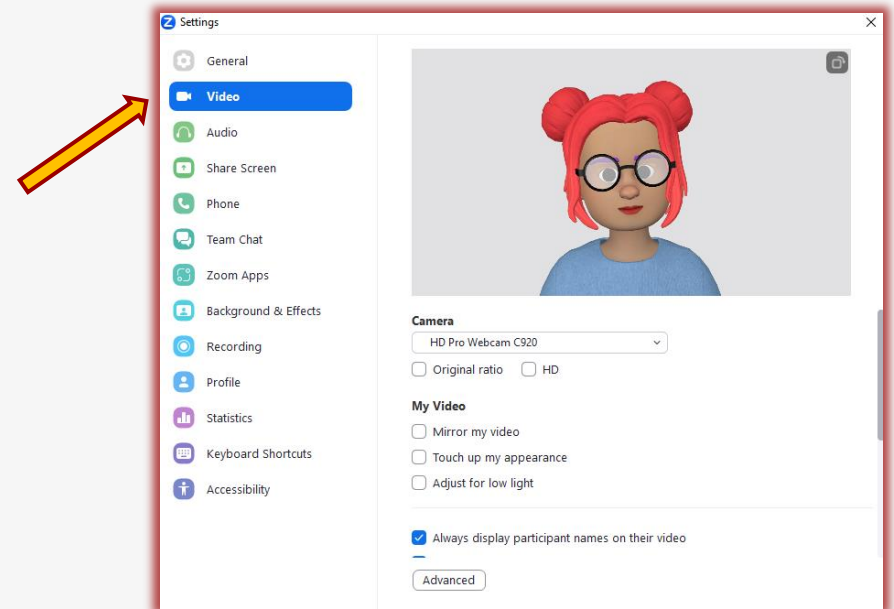 Settings
General
Video
Audio
Share Screen
Phone
Team Chat
Zoom Apps
Background & Effects
Recording
Profile
Statistics
Keyboard Shortcuts
Accessibility
Camera
HD Pro Webcam C920
Original ratio HD
My Video
Mirror my video
Touch up my appearance
Adjust for low light
Always display participant names on their video
Advanced